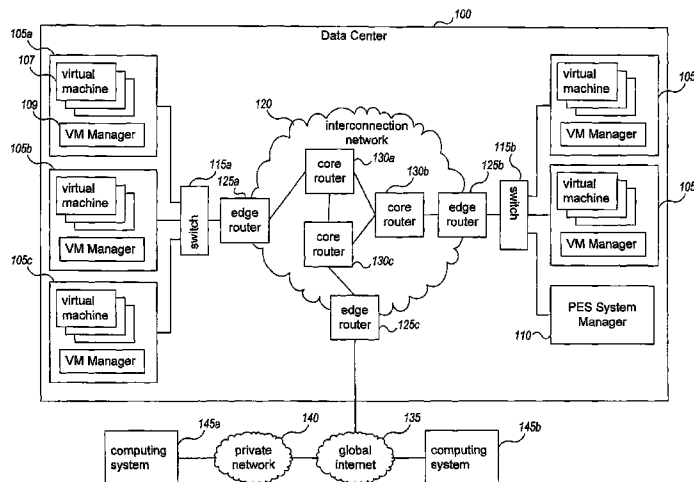 100
Data Center
105a
107
virtual
machine
109
VM Manager
105b
virtual
machine
VM Manager
105c
virtual
machine
VM Manager
115a
switch
125a
edge
router
120
interconnection
network
130a
core
router
130b
core
router
core
router
130c
125b
edge
router
115b
switch
edge
router
125c
105
virtual
machine
VM Manager
105
virtual
machine
VM Manager
PES System
Manager
110
145a
computing
system
140
private
network
135
global
internet
145b
computing
system